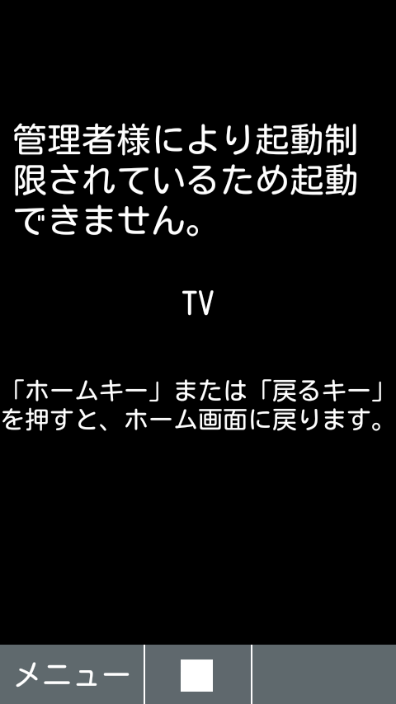 管理者様により起動制
限されているため起動
できません。
TV
「ホームキー」または「戻るキー」
を押すと、ホーム画面に戻ります。
メニュー